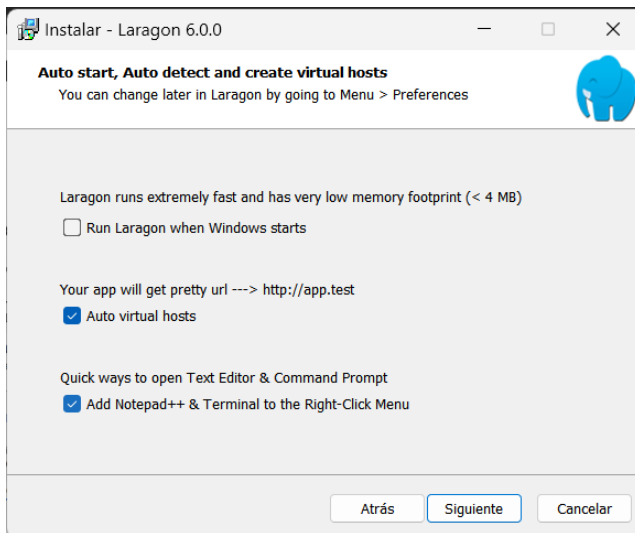 Instalar - Laragon 6.0.0
Auto start, Auto detect and create virtual hosts
You can change later in Laragon by going to Menu > Preferences
Laragon runs extremely fast and has very low memory footprint (< 4 MB)
Run Laragon when Windows starts
Your app will get pretty url ---> http://app.test
Auto virtual hosts
Quick ways to open Text Editor & Command Prompt
Add Notepad++ & Terminal to the Right-Click Menu
Atrás Siguiente Cancelar